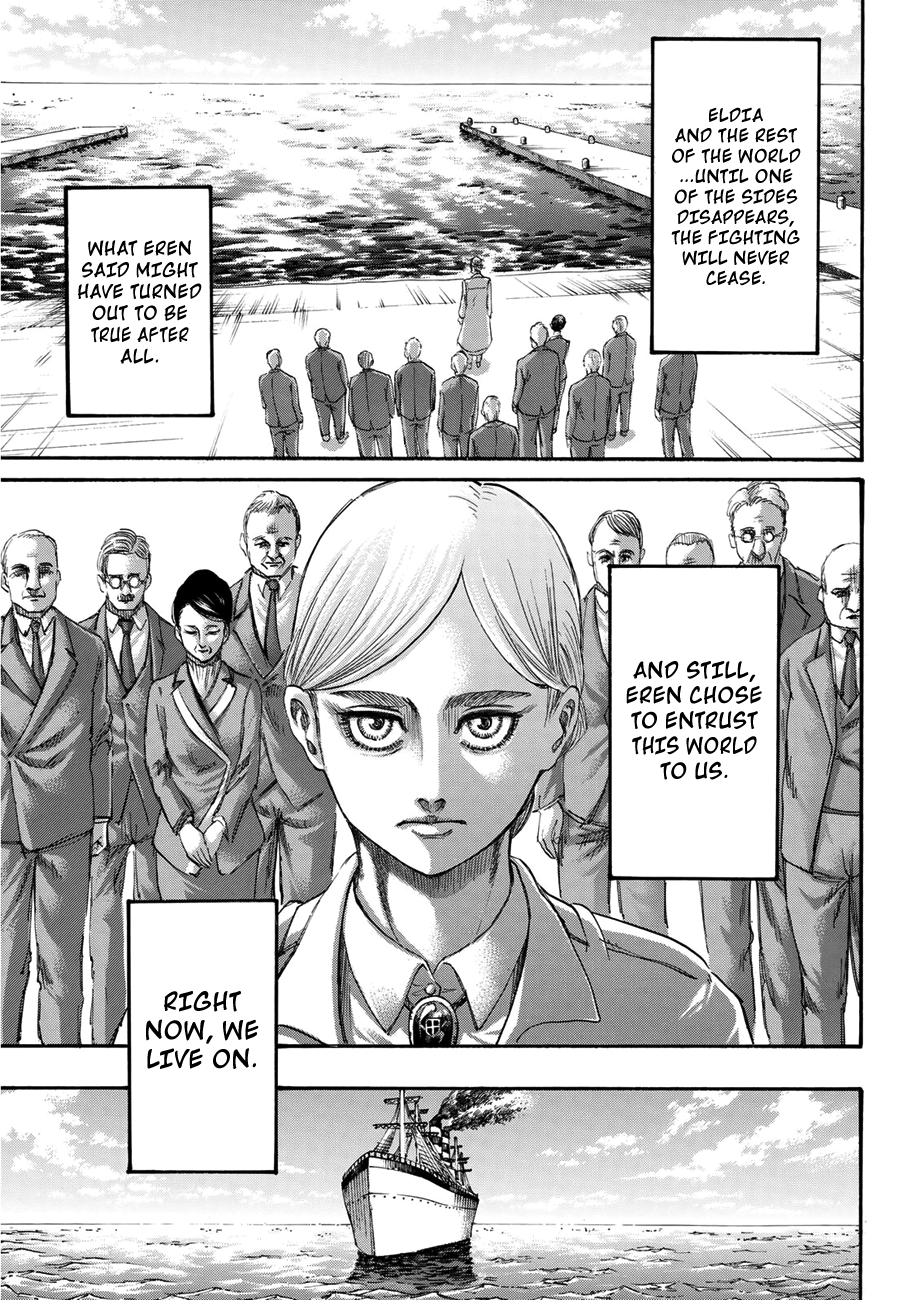 ELDIA
AND THE REST
OF THE WORLD
...UNTIL ONE
OF THE SIDES
DISAPPEARS,
THE FIGHTING
WILL NEVER
CEASE.
WHAT EREN
SAID MIGHT
HAVE TURNED
OUT TO BE
TRUE AFTER
ALL.
AND STILL,
EREN CHOSE
TO ENTRUST
THIS WORLD
TO US.
RIGHT
NOW, WE
LIVE ON.